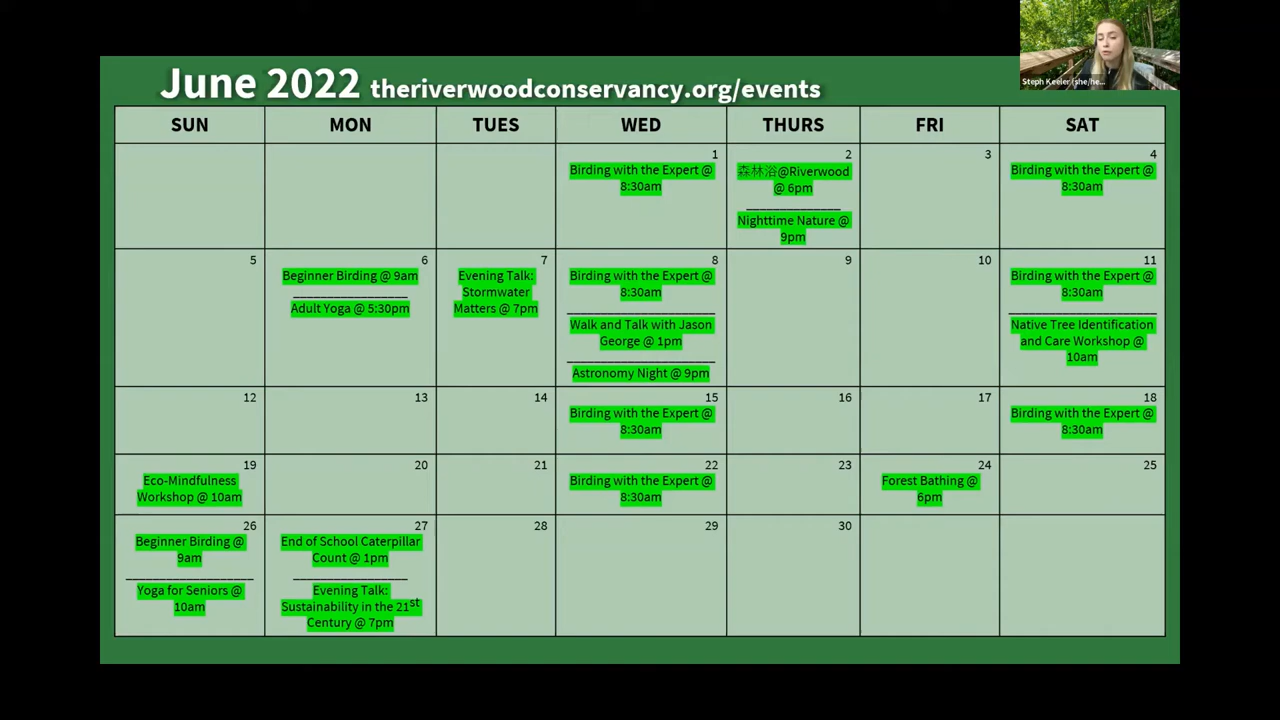 June 2022 theriverwoodconservancy.org/events
Steph Keeler (she/he...
SUN MON TUES WED THURS FRI SAT
1
Birding with the Expert @
8:30am
2
森林浴@Riverwood
@ 6pm
Nighttime Nature @
9pm
3
4
Birding with the Expert @
8:30am
5
6
Beginner Birding @ 9am
Adult Yoga @ 5:30pm
7
Evening Talk:
Stormwater
Matters @ 7pm
8
Birding with the Expert @
8:30am
Walk and Talk with Jason
George @ 1pm
Astronomy Night @ 9pm
9
10
11
Birding with the Expert @
8:30am
Native Tree Identification
and Care Workshop @
10am
12
13
14
15
Birding with the Expert @
8:30am
16
17
18
Birding with the Expert @
8:30am
19
Eco-Mindfulness
Workshop @ 10am
20
21
22
Birding with the Expert @
8:30am
23
24
Forest Bathing @
6pm
25
26
Beginner Birding @
9am
Yoga for Seniors @
10am
27
End of School Caterpillar
Count @ 1pm
Evening Talk:
Sustainability in the 21st
Century @ 7pm
28
29
30